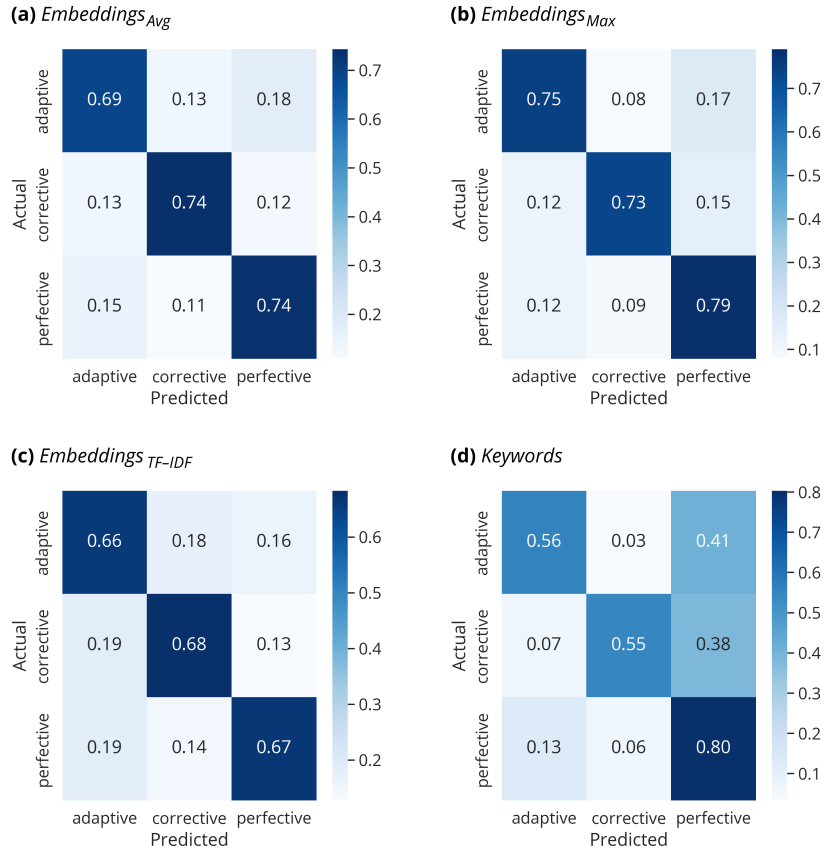 (a) Embeddings_Avg
adaptive 0.69 0.13 0.18
Actual
corrective 0.13 0.74 0.12
perfective 0.15 0.11 0.74
adaptive corrective perfective
Predicted
0.7
0.6
0.5
0.4
0.3
0.2
(b) Embeddings_Max
adaptive 0.75 0.08 0.17
Actual
corrective 0.12 0.73 0.15
perfective 0.12 0.09 0.79
adaptive corrective perfective
Predicted
0.7
0.6
0.5
0.4
0.3
0.2
0.1
(c) Embeddings_TF–IDF
adaptive 0.66 0.18 0.16
Actual
corrective 0.19 0.68 0.13
perfective 0.19 0.14 0.67
adaptive corrective perfective
Predicted
0.6
0.5
0.4
0.3
0.2
(d) Keywords
adaptive 0.56 0.03 0.41
Actual
corrective 0.07 0.55 0.38
perfective 0.13 0.06 0.80
adaptive corrective perfective
Predicted
0.8
0.7
0.6
0.5
0.4
0.3
0.2
0.1